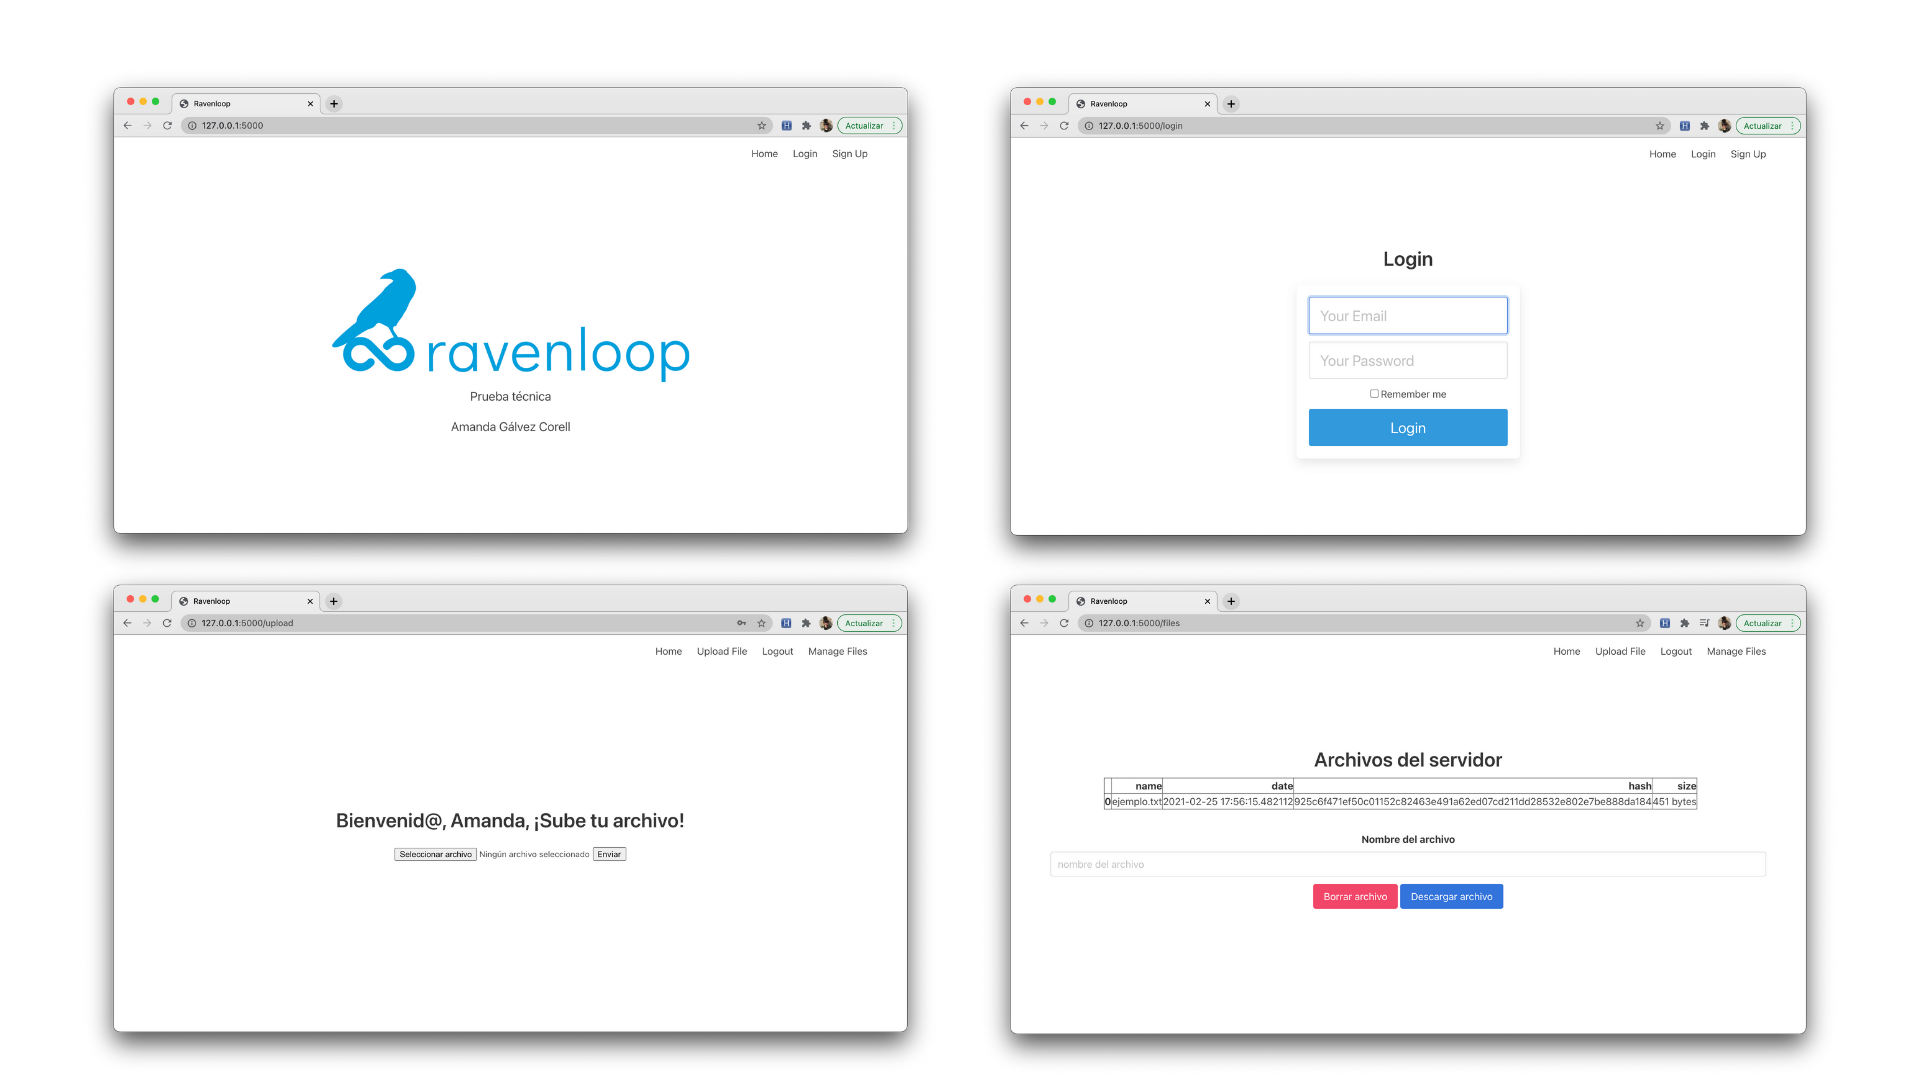 Ravenloop
127.0.0.1:5000
Actualizar
Home Login Sign Up
ravenloop
Prueba técnica
Amanda Gálvez Corell
Ravenloop
127.0.0.1:5000/login
Actualizar
Home Login Sign Up
Login
Your Email
Your Password
Remember me
Login
Ravenloop
127.0.0.1:5000/upload
Actualizar
Home Upload File Logout Manage Files
Bienvenid@, Amanda, ¡Sube tu archivo!
Seleccionar archivo Ningún archivo seleccionado Enviar
Ravenloop
127.0.0.1:5000/files
Actualizar
Home Upload File Logout Manage Files
Archivos del servidor
name date hash size
0 ejemplo.txt 2021-02-25 17:56:15.482112 925c6f471ef50c01152c82463e491a62ed07cd211dd28532e802e7be888da184 451 bytes
Nombre del archivo
nombre del archivo
Borrar archivo Descargar archivo